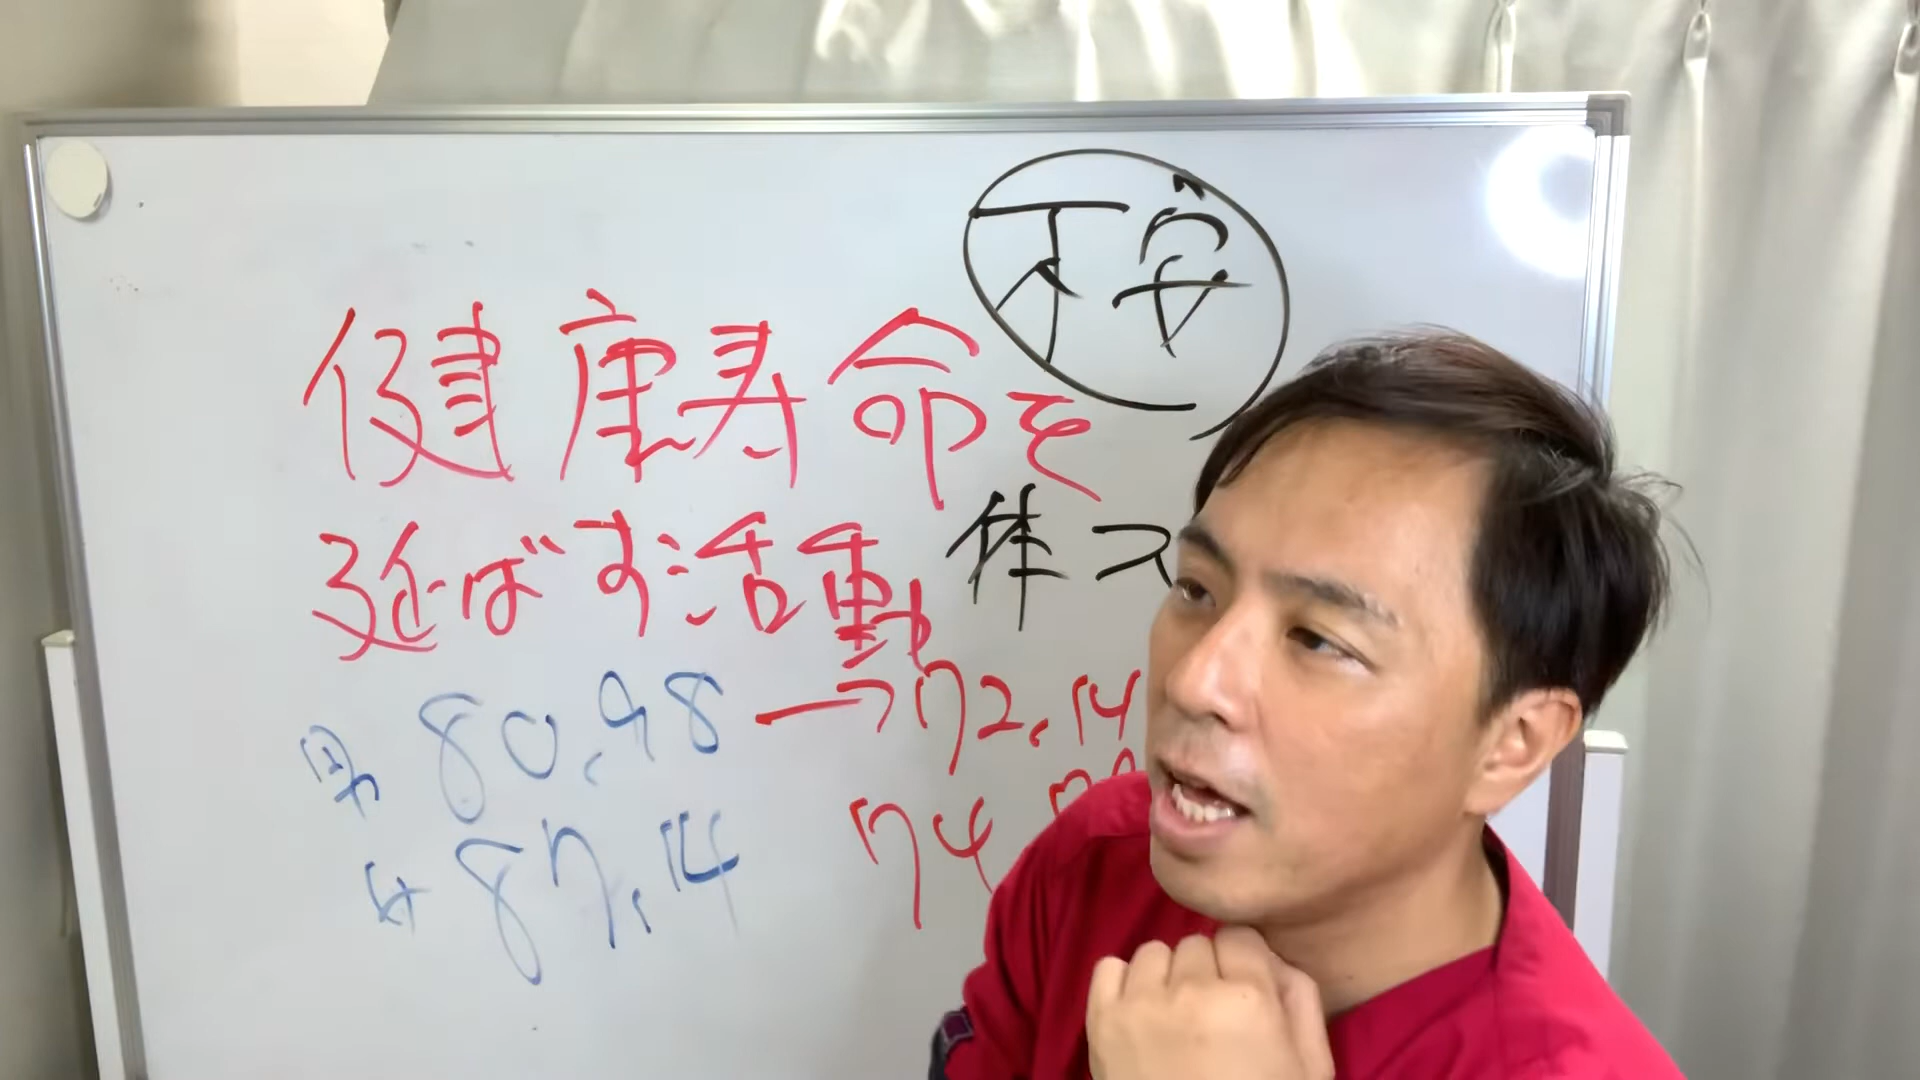 不安
健康寿命を
延ばす活動
体ス
男 80.98 → 72.14
女 87.14 74